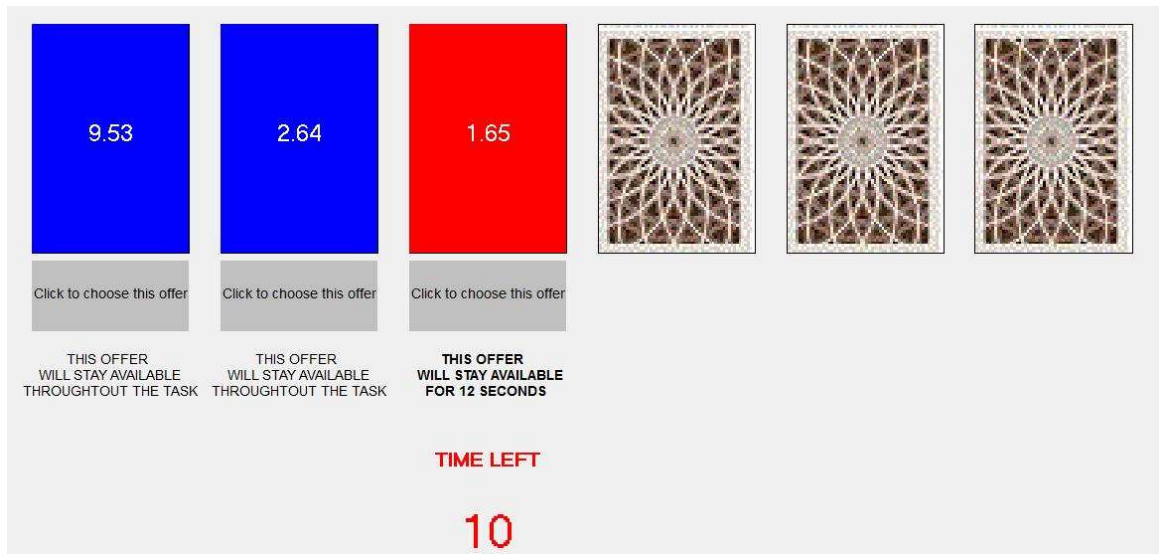 9.53
2.64
1.65
Click to choose this offer
Click to choose this offer
Click to choose this offer
THIS OFFER
WILL STAY AVAILABLE
THROUGHTOUT THE TASK
THIS OFFER
WILL STAY AVAILABLE
THROUGHTOUT THE TASK
THIS OFFER
WILL STAY AVAILABLE
FOR 12 SECONDS
TIME LEFT
10